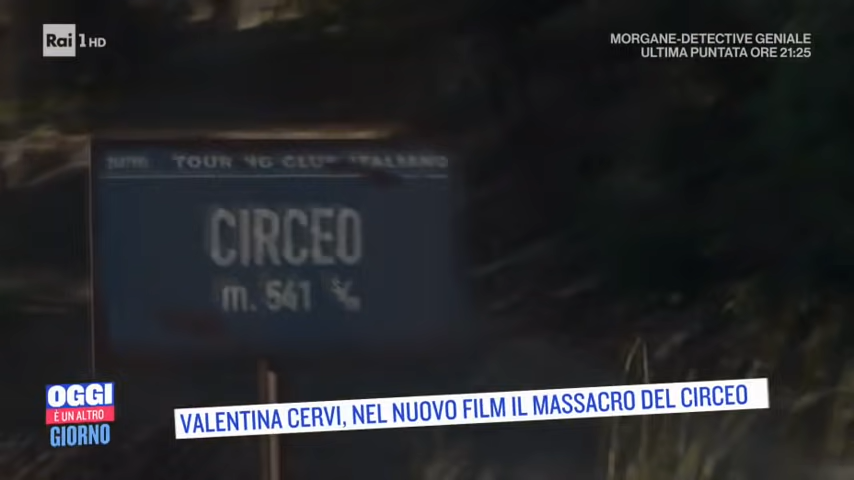 Rai 1 HD
MORGANE-DETECTIVE GENIALE
ULTIMA PUNTATA ORE 21:25
CIRCEO
m. 541
OGGI
È UN ALTRO
GIORNO
VALENTINA CERVI, NEL NUOVO FILM IL MASSACRO DEL CIRCEO